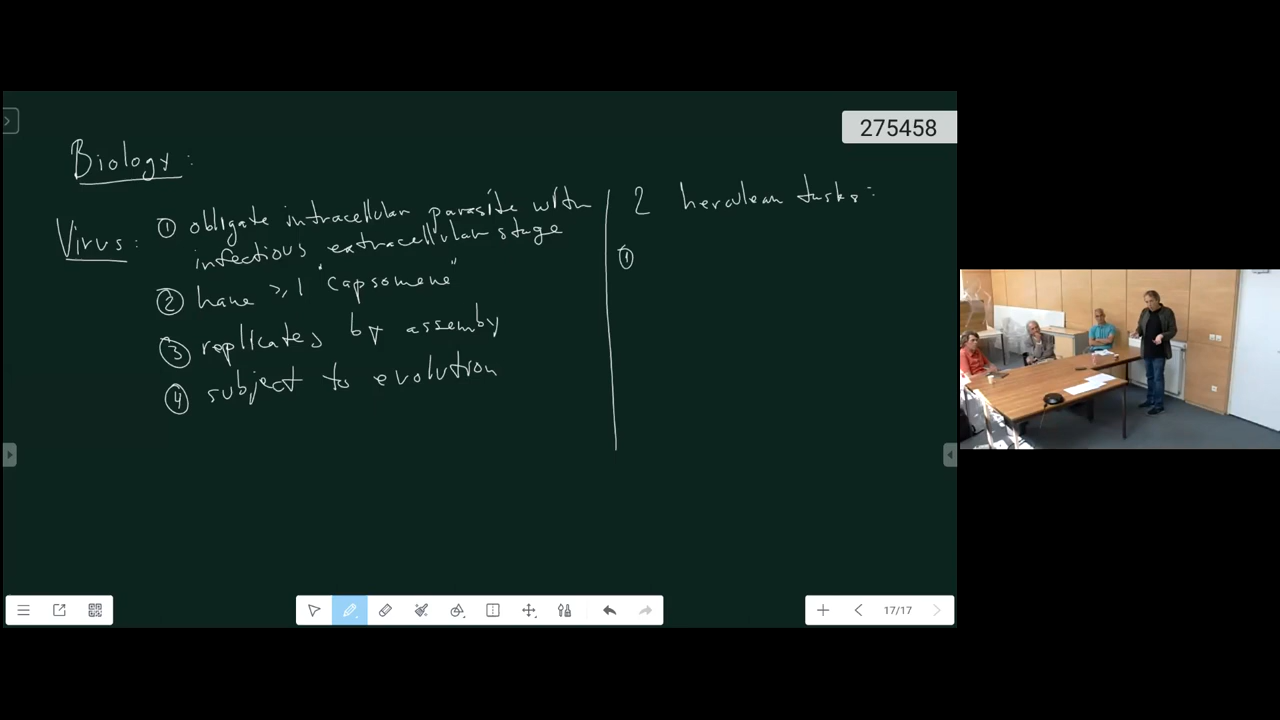 275458
Biology:
Virus: ① obligate intracellular parasite with
infectious extracellular stage
② have ⩾ 1 "capsomere"
③ replicates by assemby
④ subject to evolution
2 herculean tasks:
①
17/17